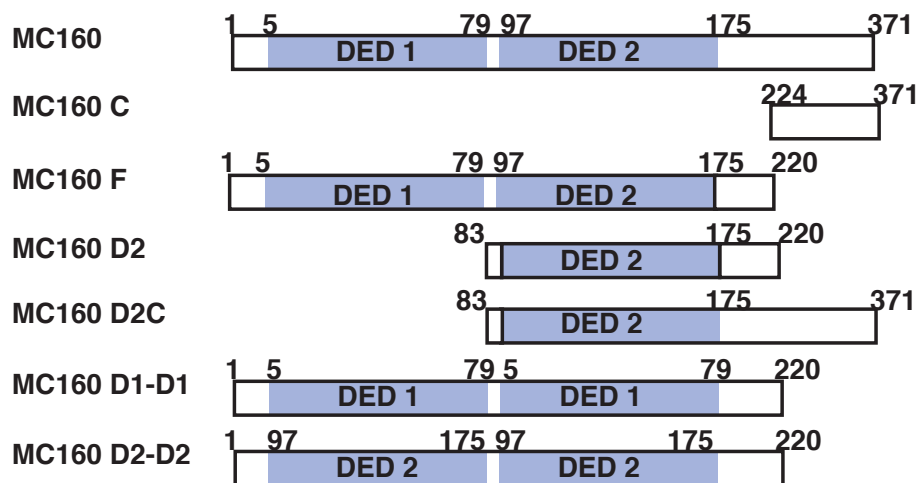 1 5 79 97 175 371
MC160 DED 1 DED 2
224 371
MC160 C
1 5 79 97 175 220
MC160 F DED 1 DED 2
83 175 220
MC160 D2 DED 2
83 175 371
MC160 D2C DED 2
1 5 79 5 79 220
MC160 D1-D1 DED 1 DED 1
1 97 175 97 175 220
MC160 D2-D2 DED 2 DED 2